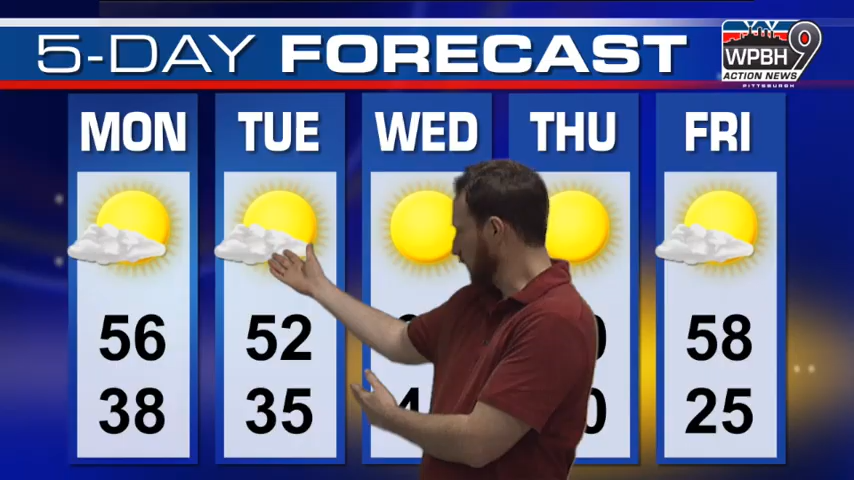 5-DAY FORECAST
WPBH 9
ACTION NEWS
PITTSBURGH
MON TUE WED THU FRI
56 52 58
38 35 25